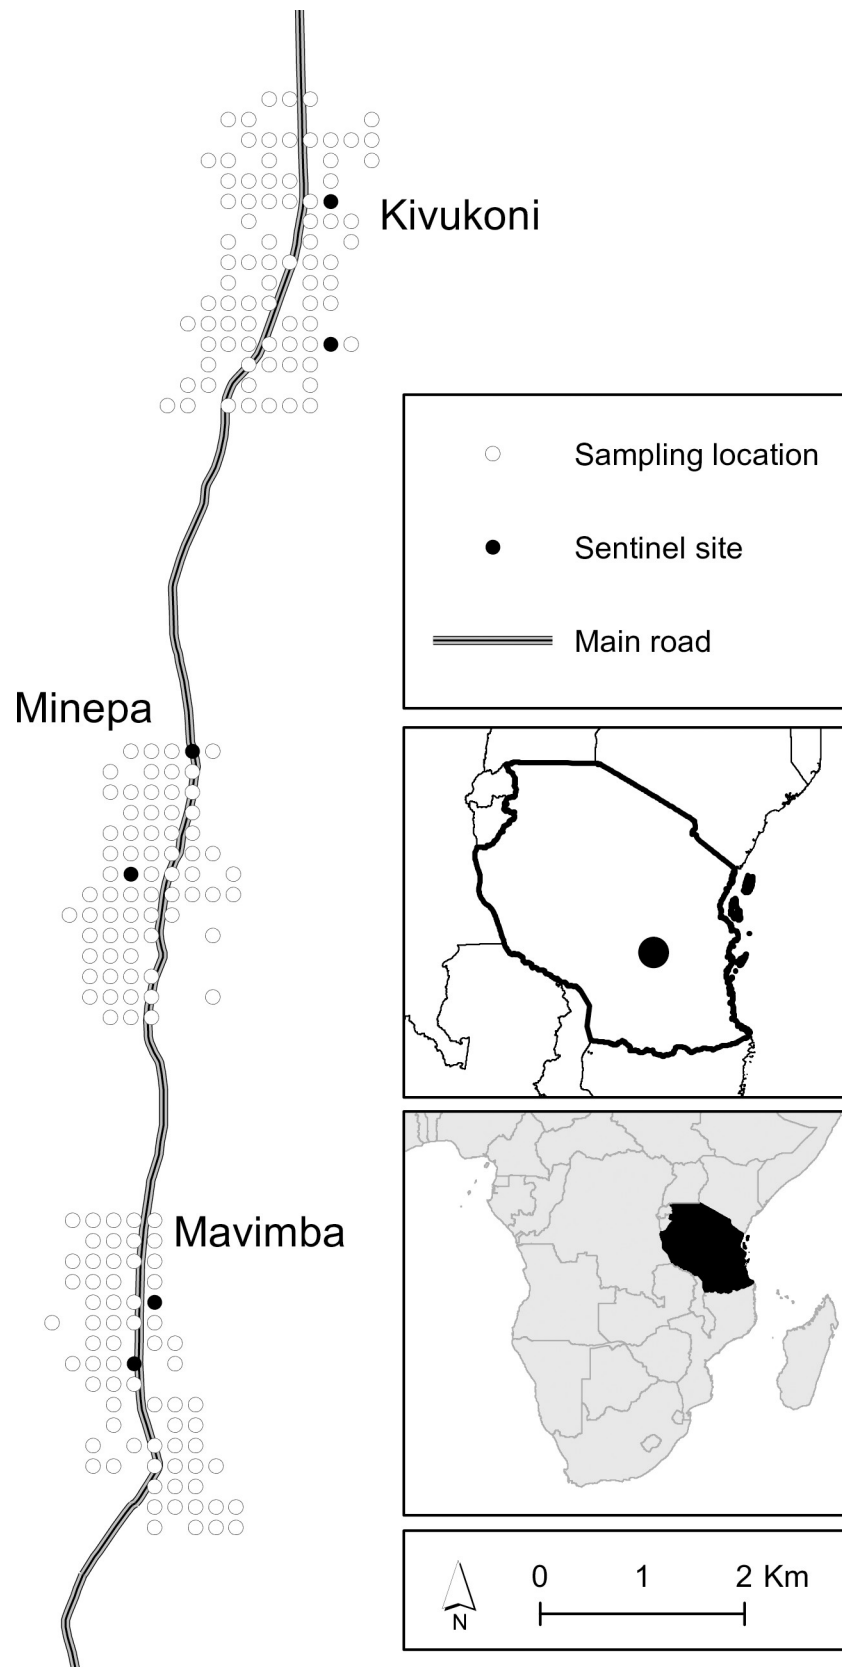 Kivukoni
Sampling location
Sentinel site
Main road
Minepa
Mavimba
N
0 1 2 Km